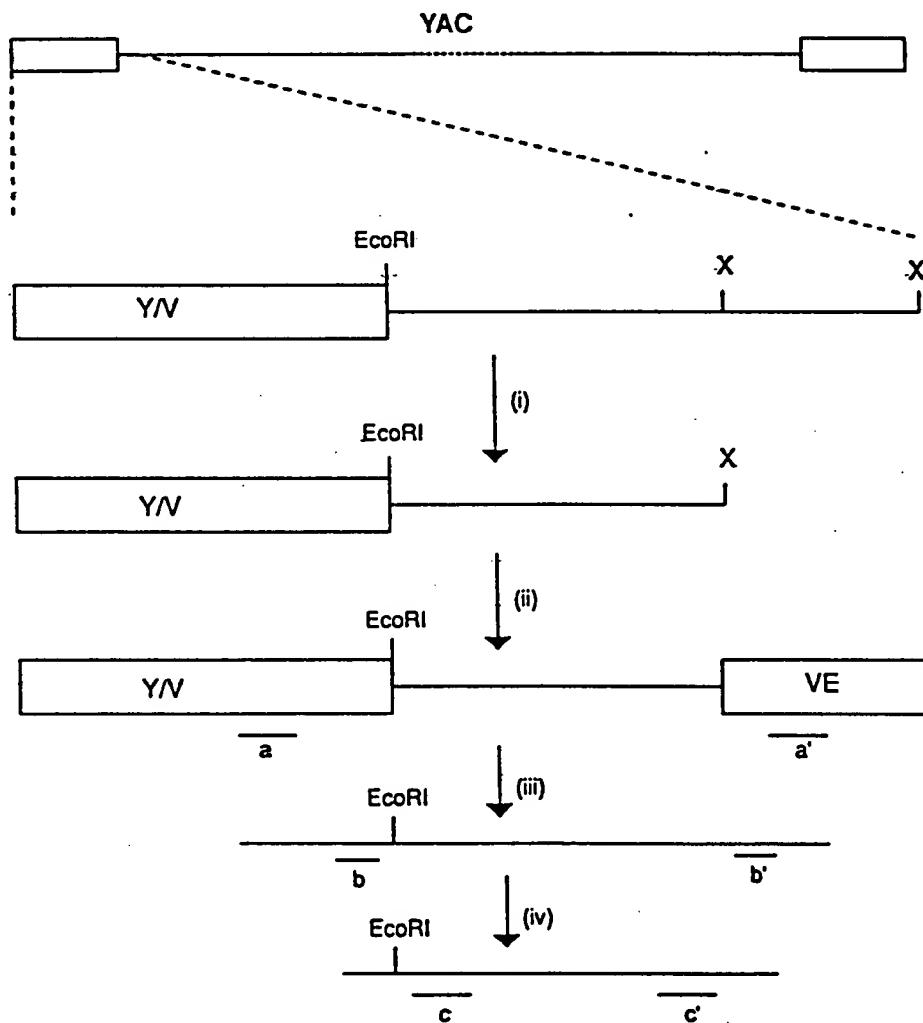 YAC
EcoRI
X X
Y/V
(i)
EcoRI
X
Y/V
(ii)
EcoRI
Y/V VE
a a'
(iii)
EcoRI
b b'
(iv)
EcoRI
c c'